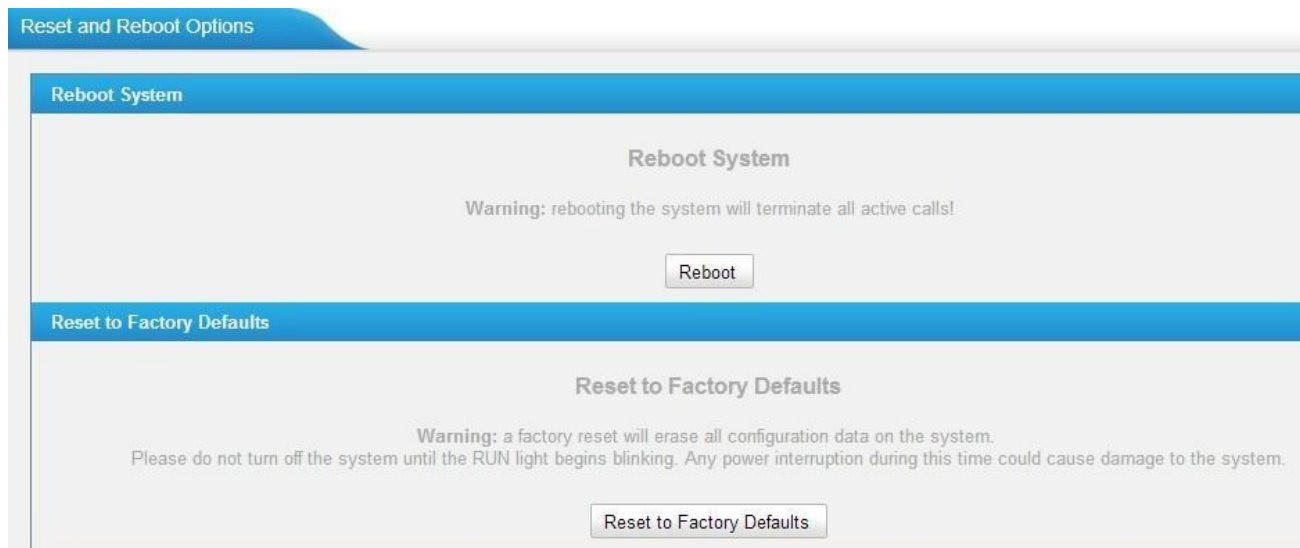 Reset and Reboot Options
Reboot System
Reboot System
Warning: rebooting the system will terminate all active calls!
Reboot
Reset to Factory Defaults
Reset to Factory Defaults
Warning: a factory reset will erase all configuration data on the system.
Please do not turn off the system until the RUN light begins blinking. Any power interruption during this time could cause damage to the system.
Reset to Factory Defaults